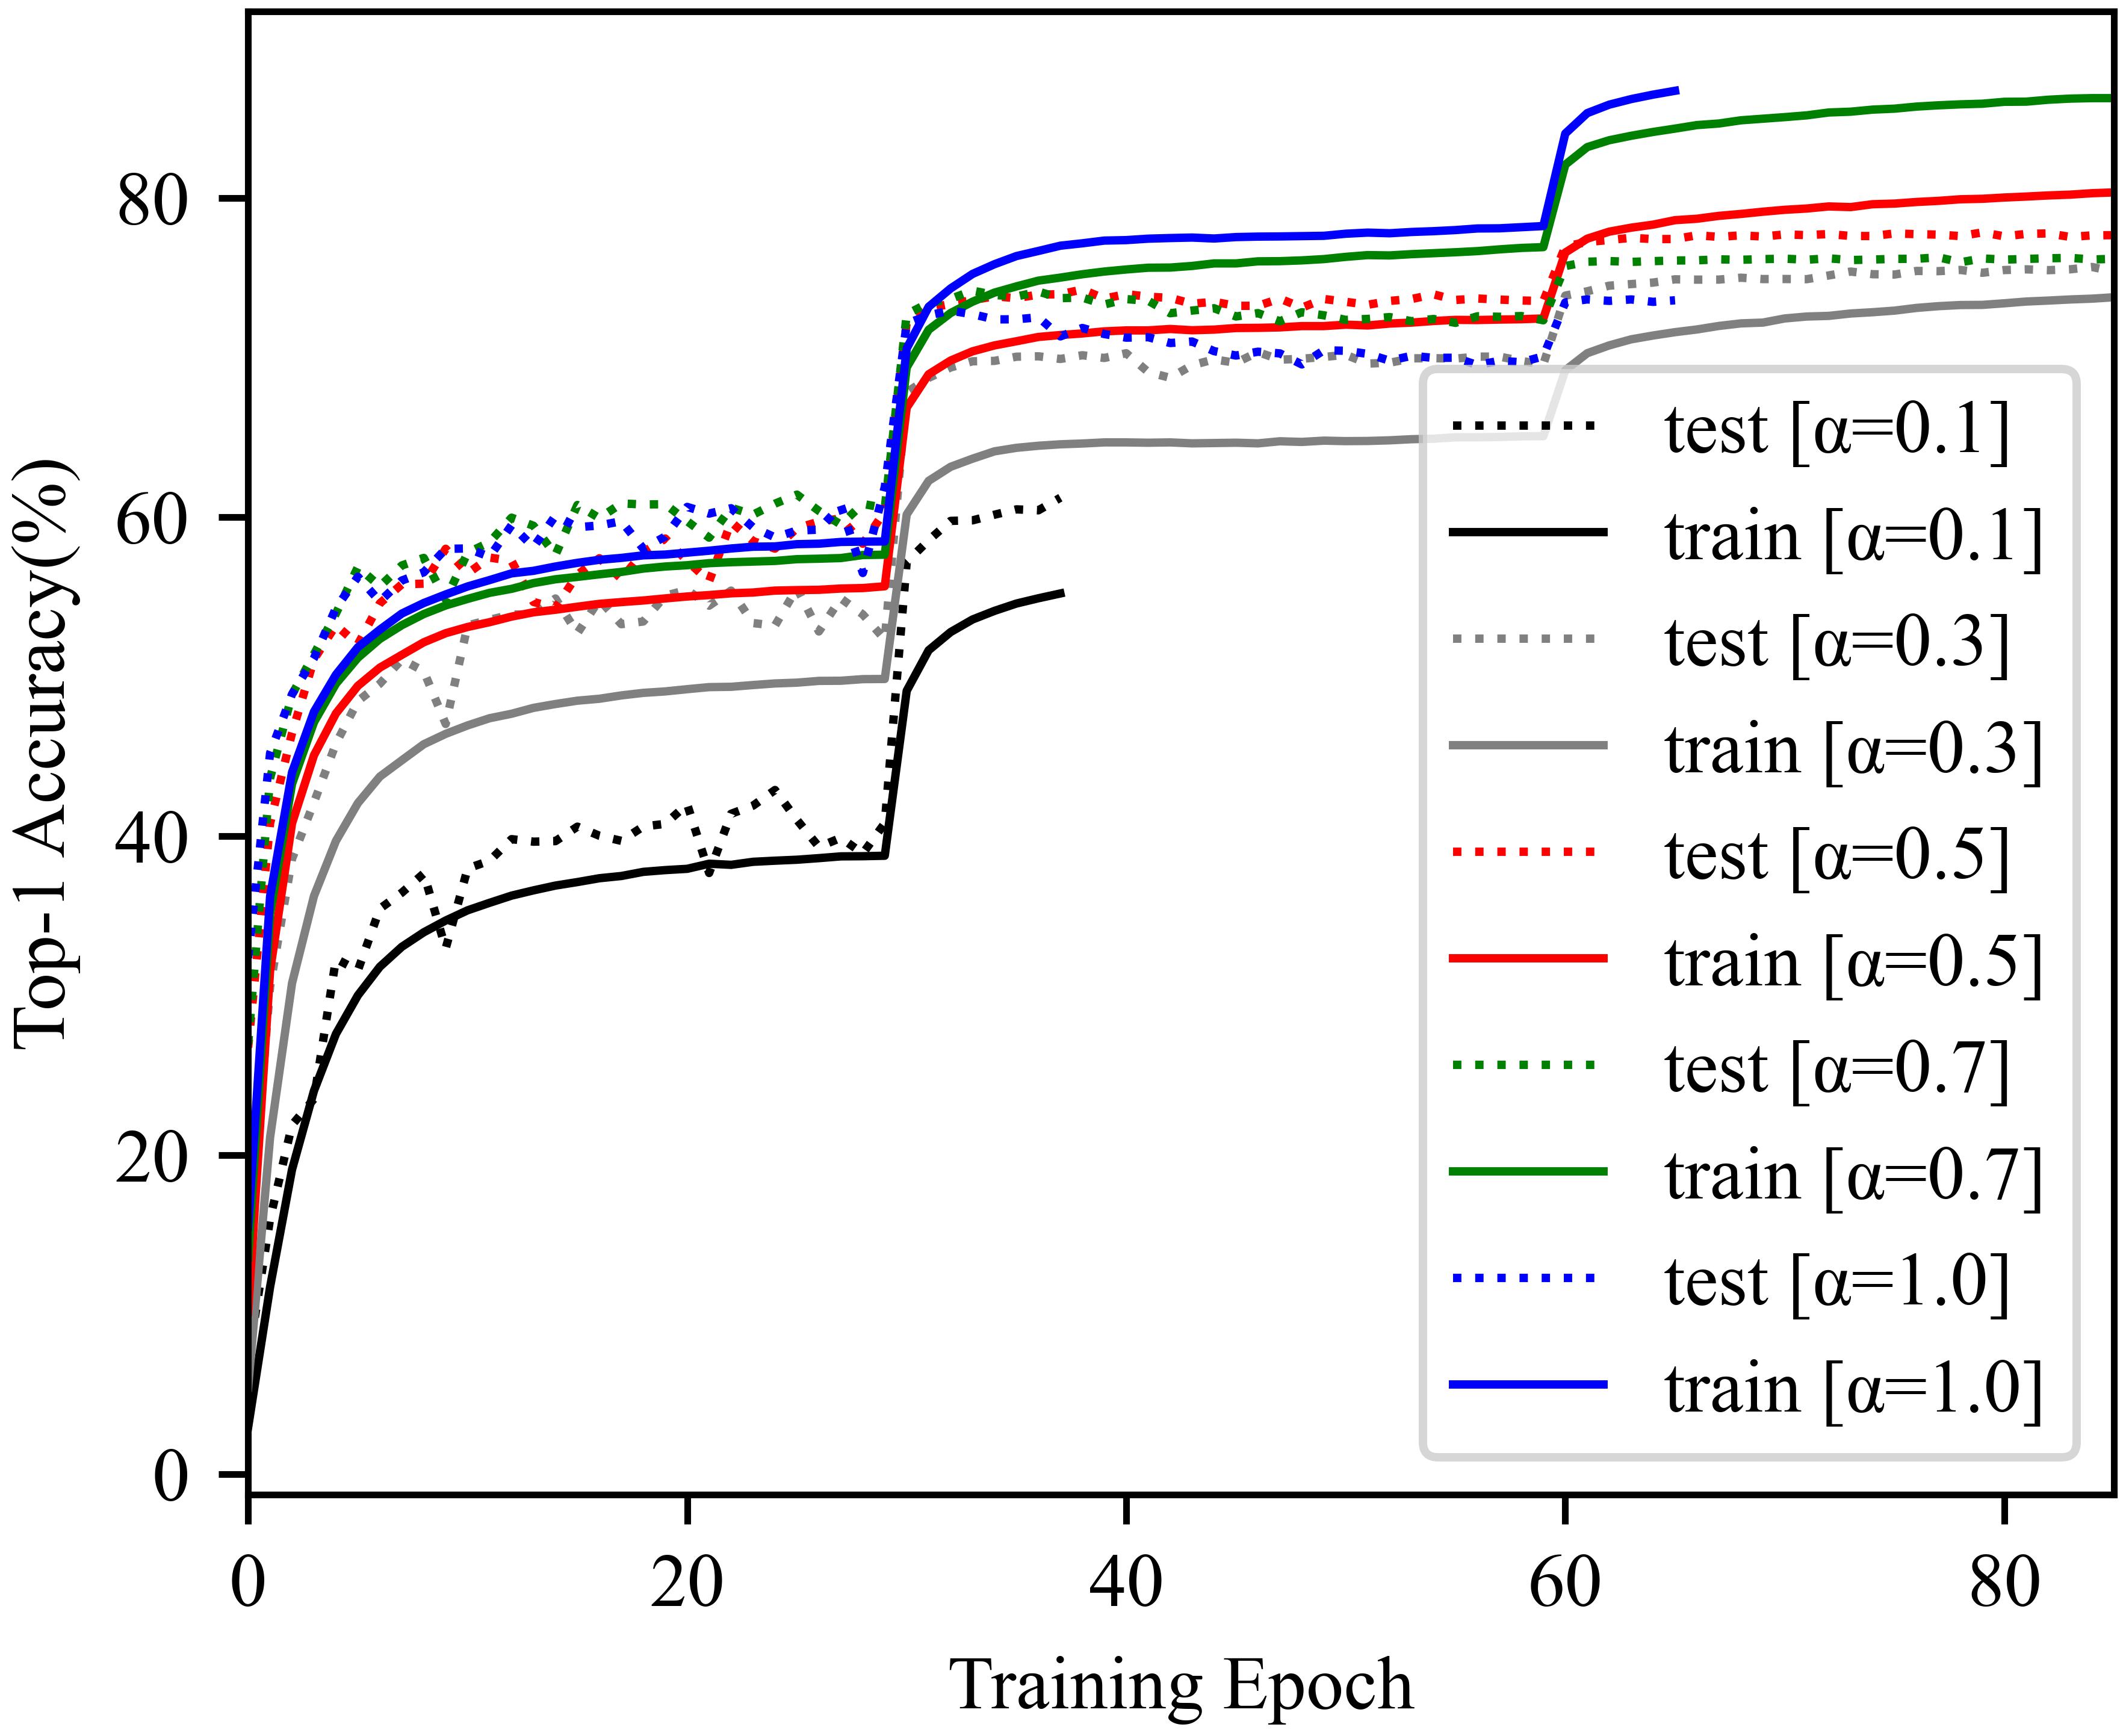 Top-1 Accuracy(%)
80
60
40
20
0
test [α=0.1]
train [α=0.1]
test [α=0.3]
train [α=0.3]
test [α=0.5]
train [α=0.5]
test [α=0.7]
train [α=0.7]
test [α=1.0]
train [α=1.0]
0 20 40 60 80
Training Epoch